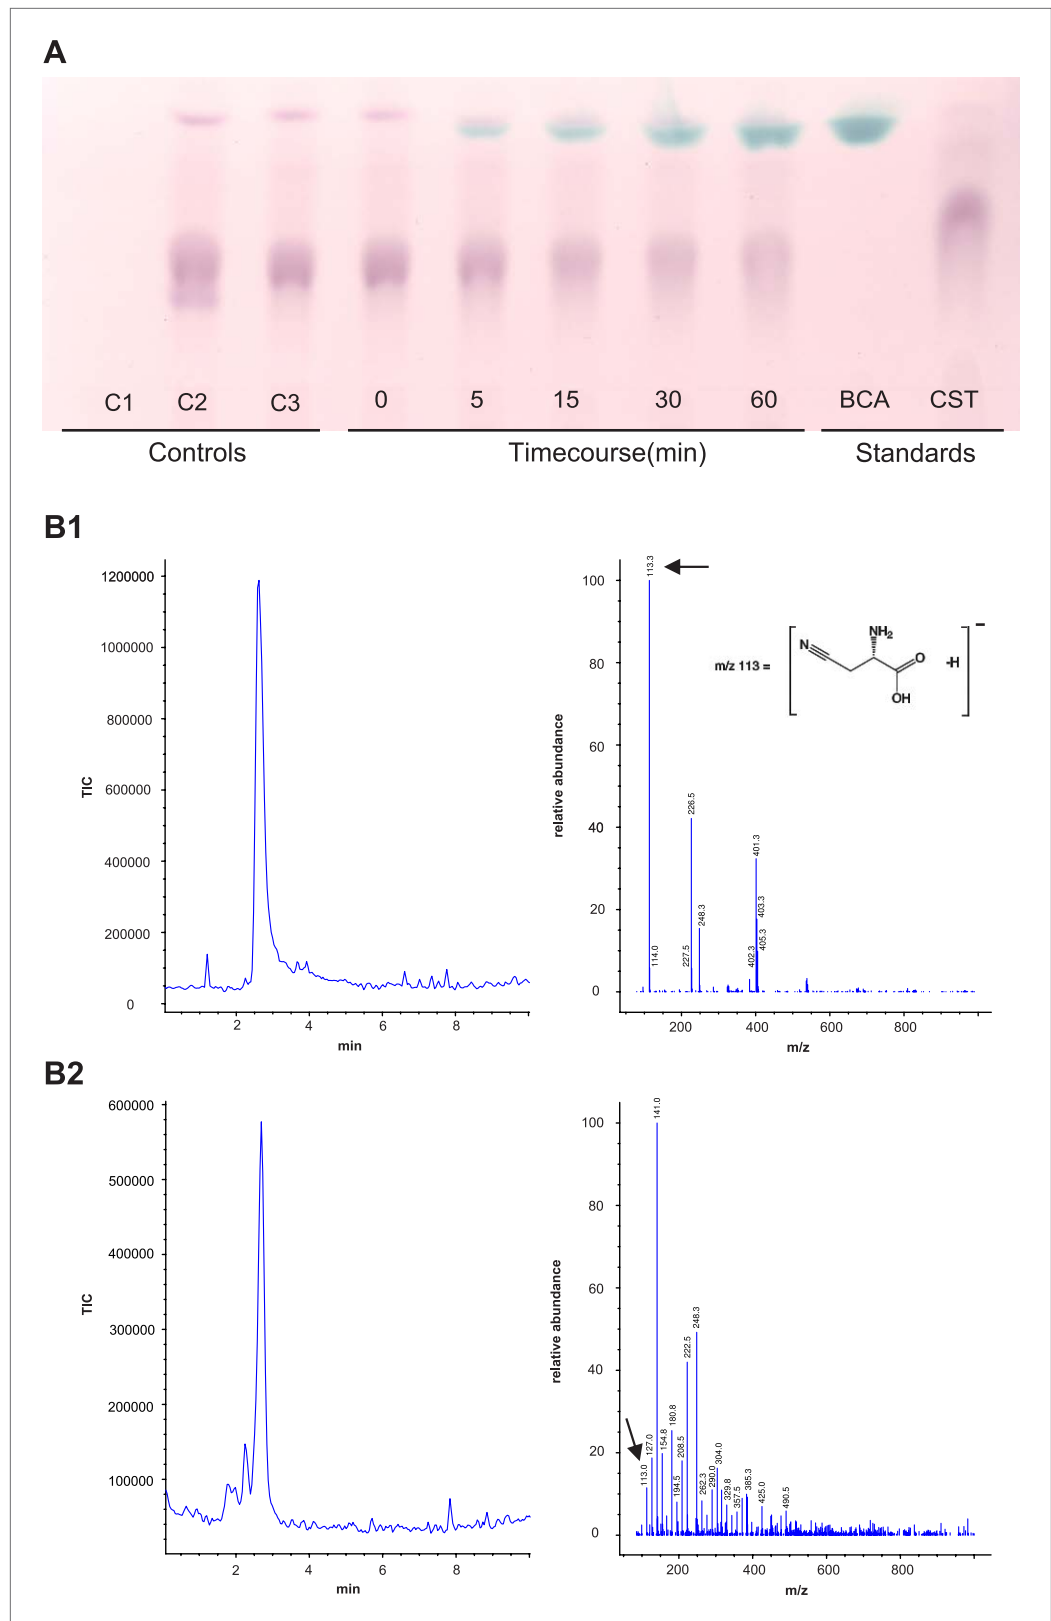 A
C1 C2 C3 0 5 15 30 60 BCA CST
Controls Timecourse(min) Standards
B1
1200000
1000000
800000
600000
400000
200000
0
TIC
2 4 6 8
min
100
80
60
40
20
0
relative abundance
113.3
114.0
226.5
227.5
248.3
401.3
403.3
405.3
402.3
m/z 113 =
N
NH2
O
OH
-H
−
200 400 600 800
m/z
B2
600000
500000
400000
300000
200000
100000
TIC
2 4 6 8
min
100
80
60
40
20
0
relative abundance
113.0
127.0
141.0
154.8
180.8
194.5
208.5
222.5
248.3
262.3
290.0
304.0
329.8
357.5
385.3
425.0
490.5
200 400 600 800
m/z